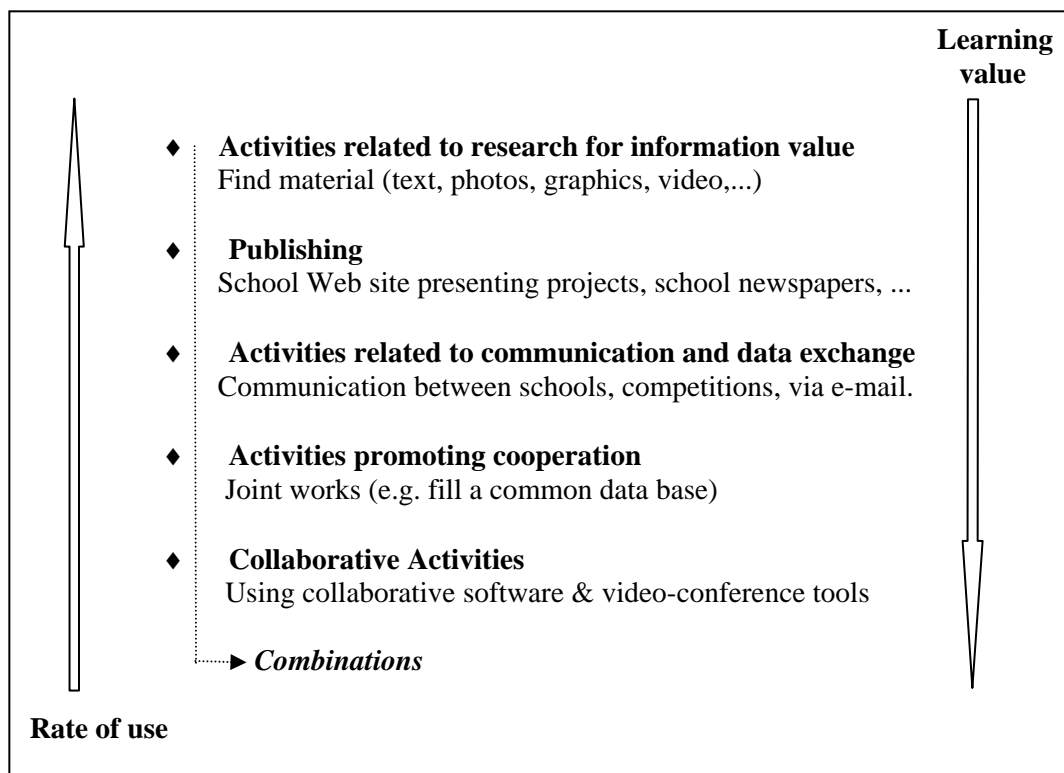 Learning
value
♦ Activities related to research for information value
Find material (text, photos, graphics, video,...)
♦ Publishing
School Web site presenting projects, school newspapers, ...
♦ Activities related to communication and data exchange
Communication between schools, competitions, via e-mail.
♦ Activities promoting cooperation
Joint works (e.g. fill a common data base)
♦ Collaborative Activities
Using collaborative software & video-conference tools
Combinations
Rate of use